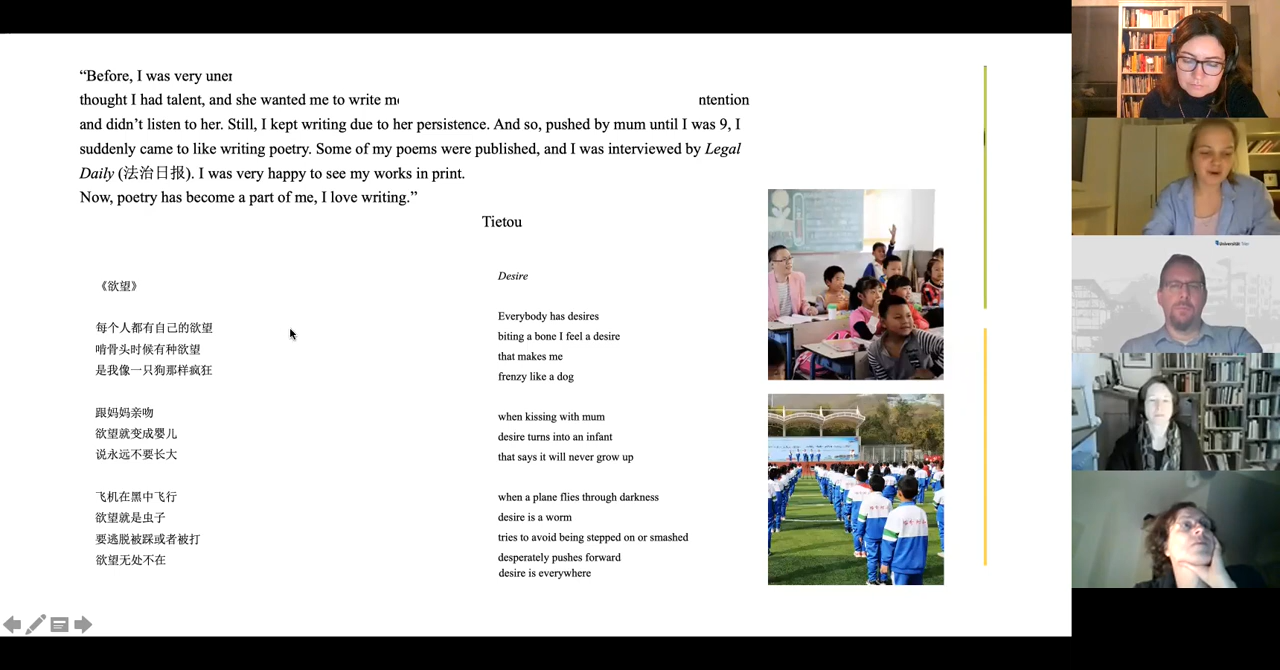 “Before, I was very
thought I had talent, and she wanted me to write
ntention
and didn’t listen to her. Still, I kept writing due to her persistence. And so, pushed by mum until I was 9, I
suddenly came to like writing poetry. Some of my poems were published, and I was interviewed by Legal
Daily (法治日报). I was very happy to see my works in print.
Now, poetry has become a part of me, I love writing.”
Tietou
《欲望》
每个人都有自己的欲望
啃骨头时候有种欲望
是我像一只狗那样疯狂
跟妈妈亲吻
欲望就变成婴儿
说永远不要长大
飞机在黑中飞行
欲望就是虫子
要逃脱被踩或者被打
欲望无处不在
Desire
Everybody has desires
biting a bone I feel a desire
that makes me
frenzy like a dog
when kissing with mum
desire turns into an infant
that says it will never grow up
when a plane flies through darkness
desire is a worm
tries to avoid being stepped on or smashed
desperately pushes forward
desire is everywhere
Universität